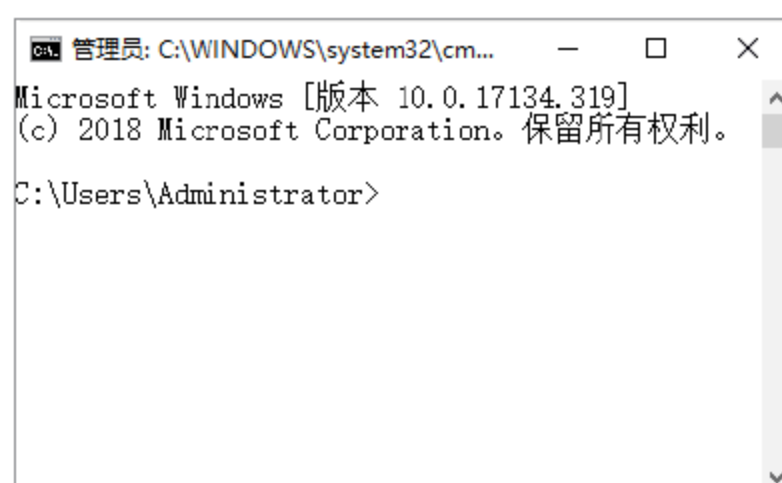 管理员: C:\WINDOWS\system32\cm...
Microsoft Windows [版本 10.0.17134.319]
(c) 2018 Microsoft Corporation。保留所有权利。
C:\Users\Administrator>